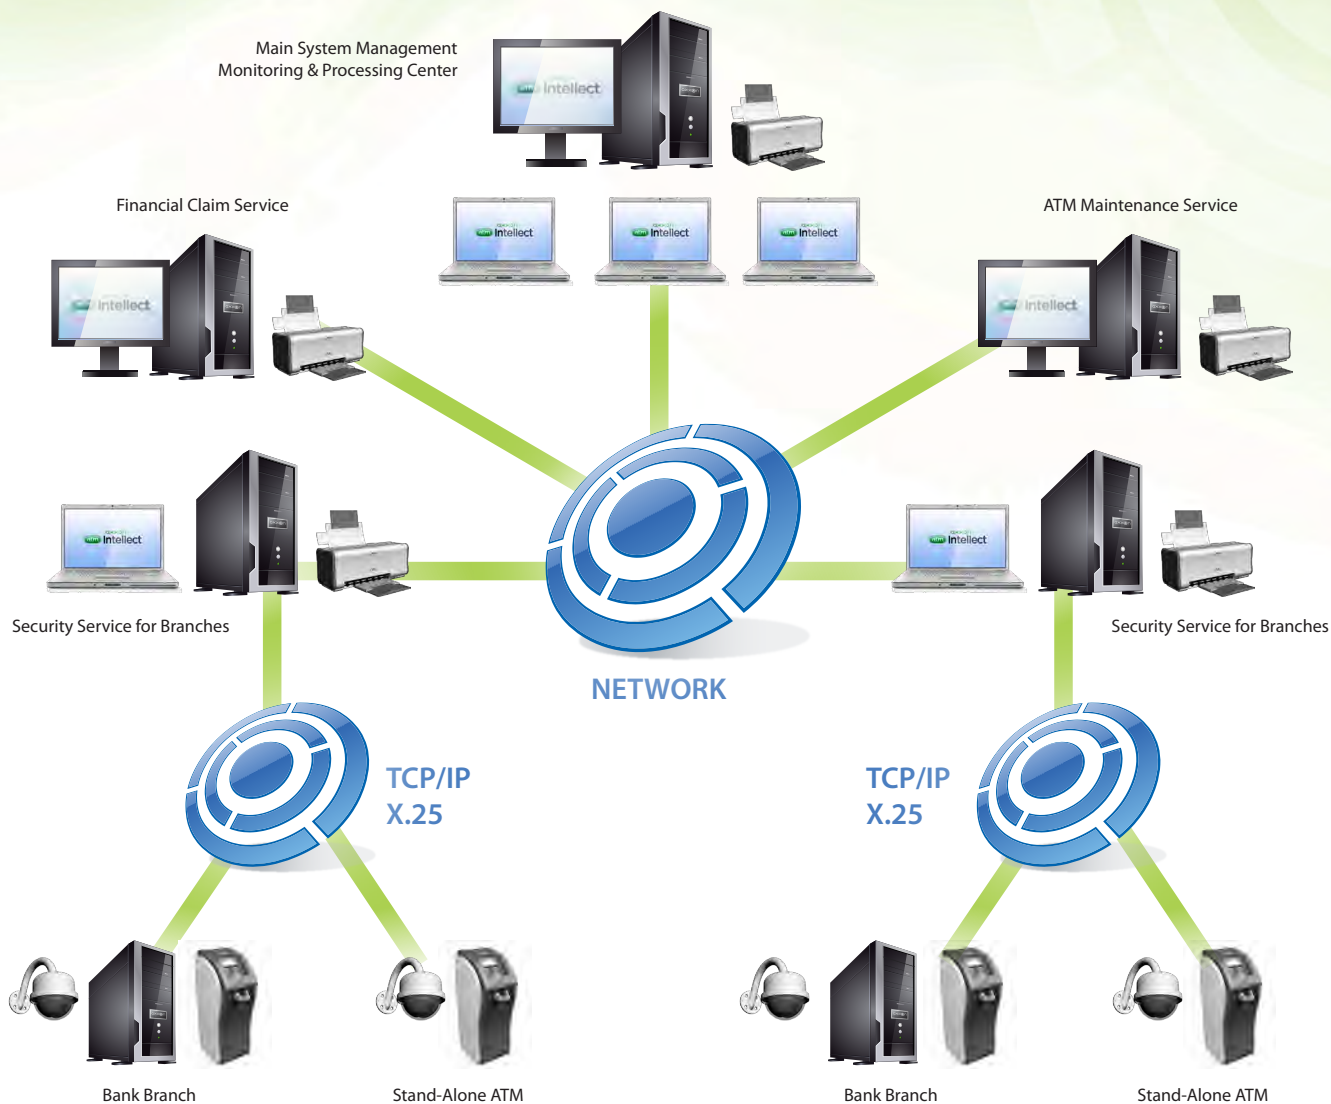 Main System Management
Monitoring & Processing Center
Intellect
Financial Claim Service
ATM Maintenance Service
Intellect
Intellect
Intellect
Intellect
Intellect
Intellect
Intellect
Security Service for Branches
Security Service for Branches
NETWORK
TCP/IP
X.25
TCP/IP
X.25
Bank Branch
Stand-Alone ATM
Bank Branch
Stand-Alone ATM